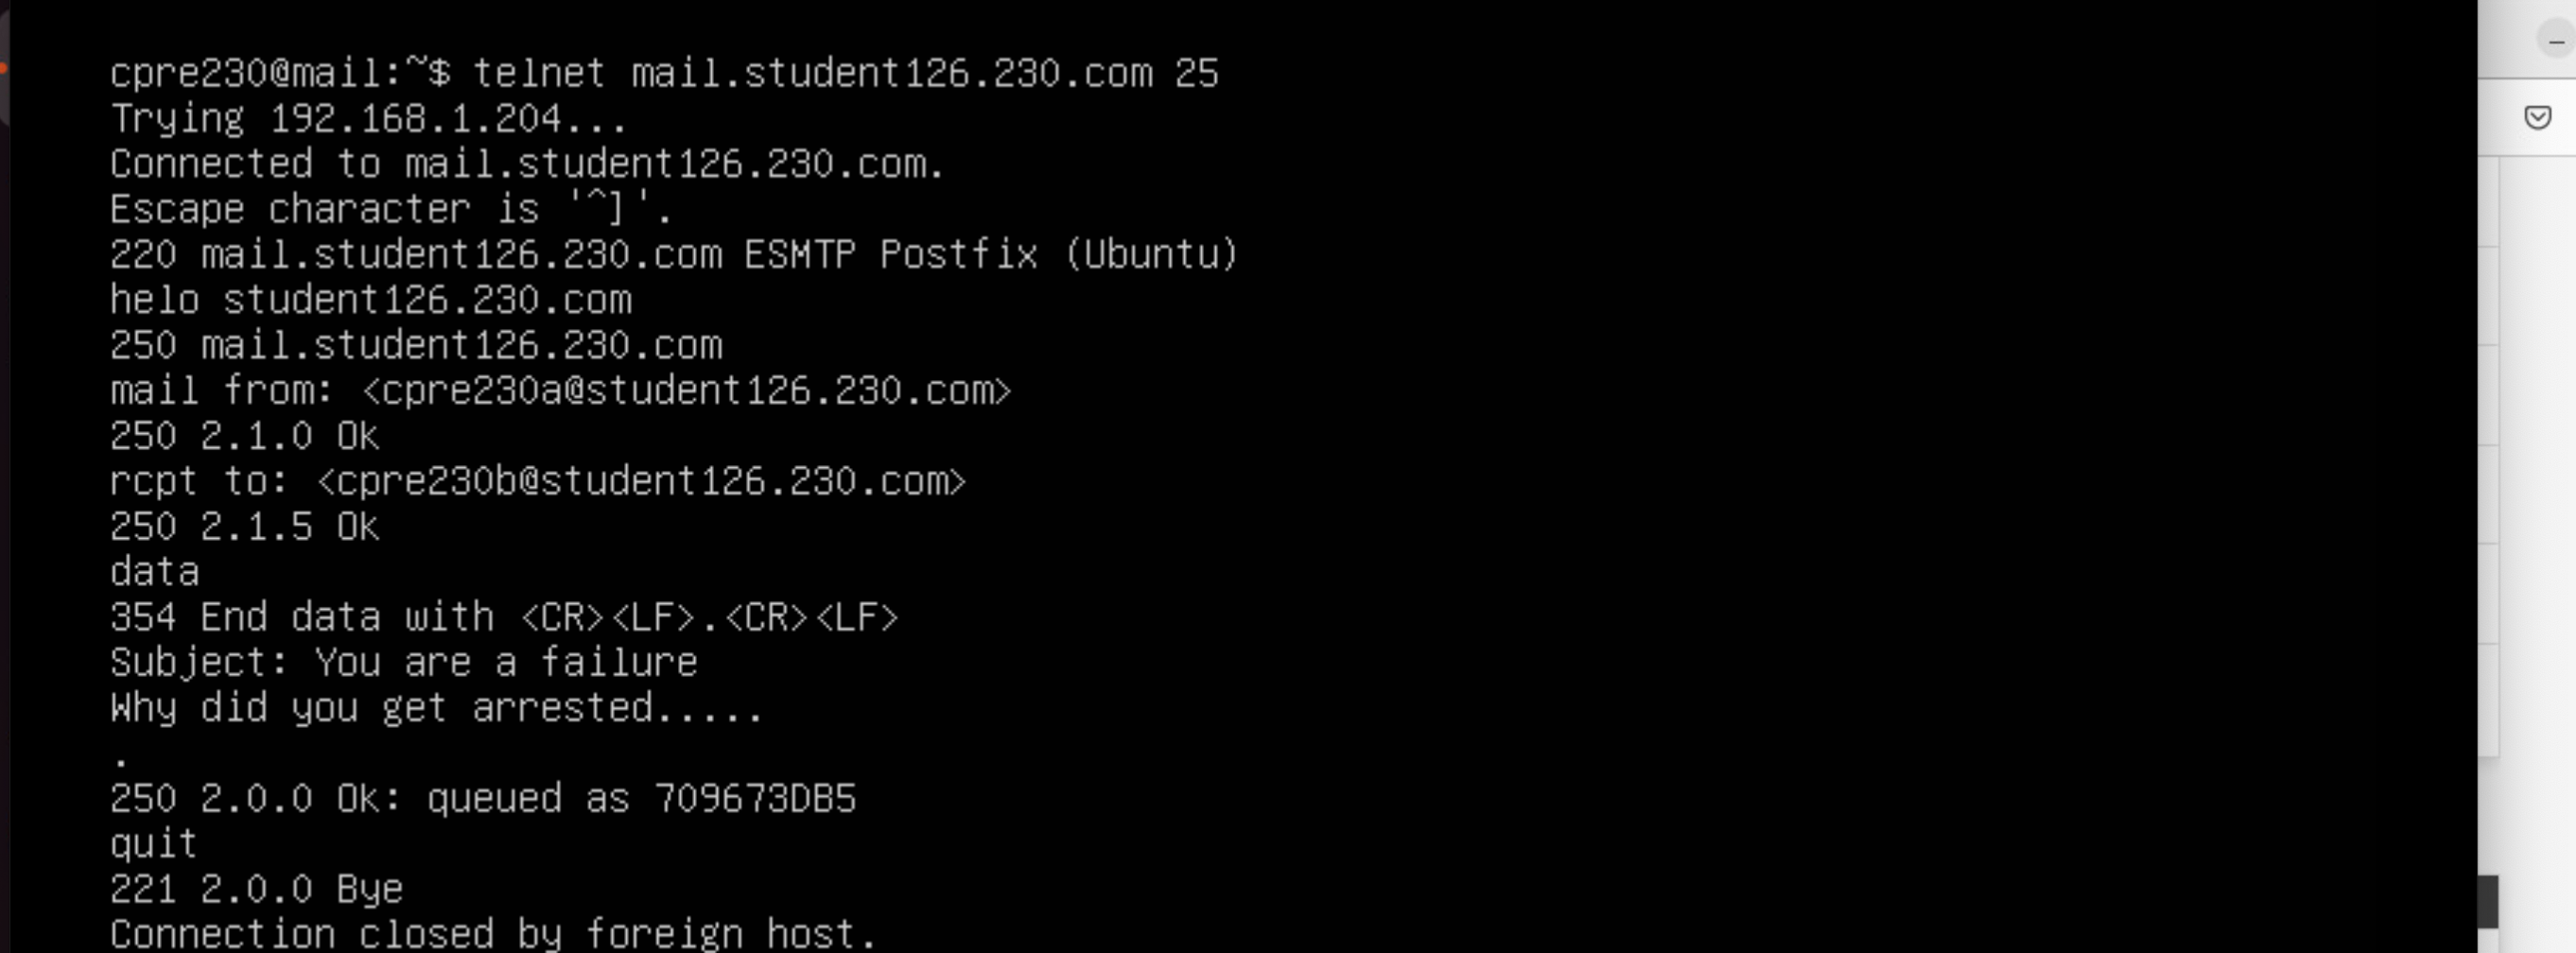 cpre230@mail:~$ telnet mail.student126.230.com 25
Trying 192.168.1.204...
Connected to mail.student126.230.com.
Escape character is '^]'.
220 mail.student126.230.com ESMTP Postfix (Ubuntu)
helo student126.230.com
250 mail.student126.230.com
mail from: <cpre230a@student126.230.com>
250 2.1.0 Ok
rcpt to: <cpre230b@student126.230.com>
250 2.1.5 Ok
data
354 End data with <CR><LF>.<CR><LF>
Subject: You are a failure
Why did you get arrested.....
.
250 2.0.0 Ok: queued as 709673DB5
quit
221 2.0.0 Bye
Connection closed by foreign host.